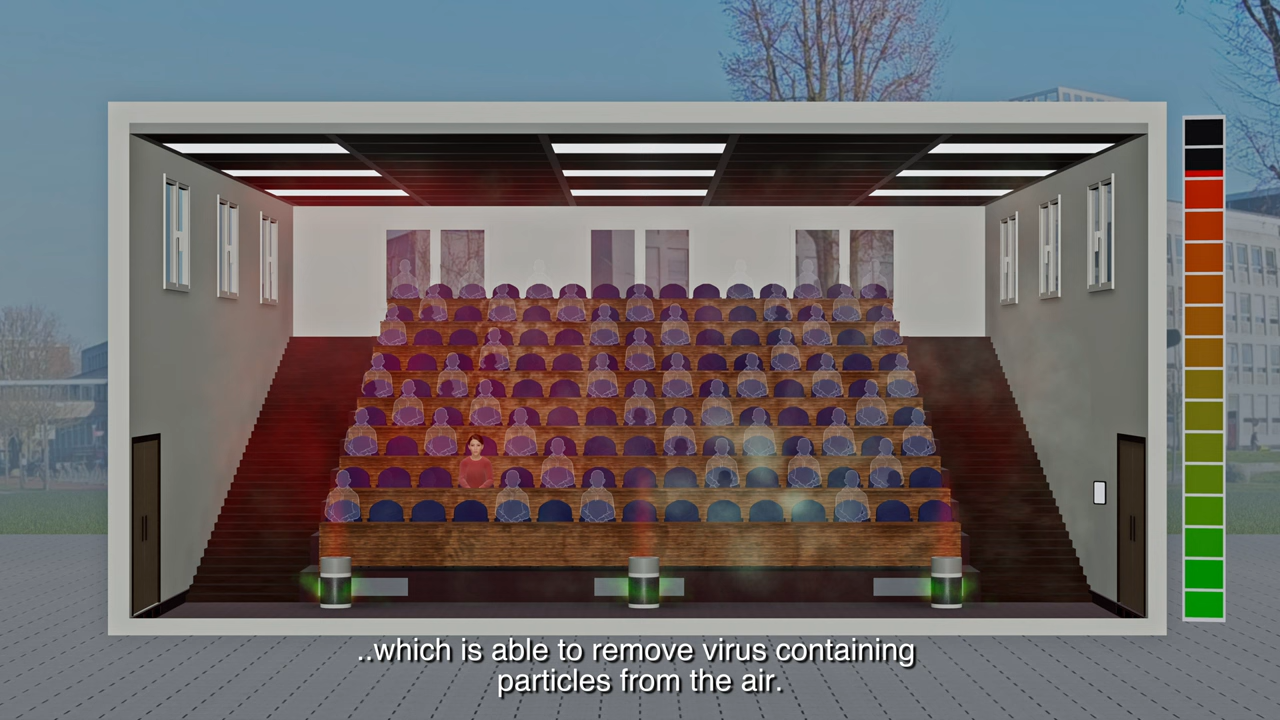 ..which is able to remove virus containing
particles from the air.